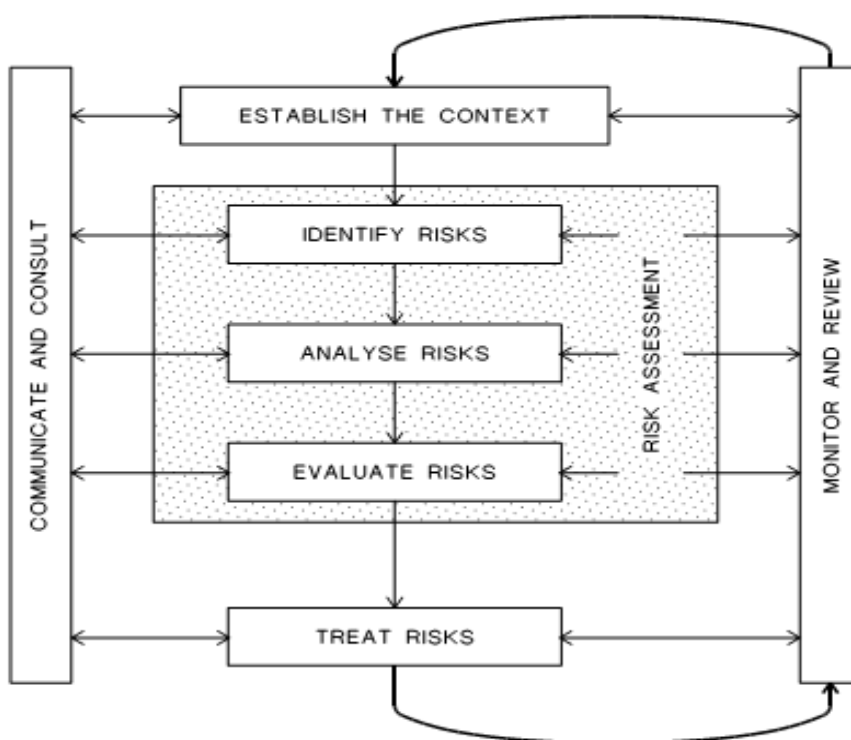 ESTABLISH THE CONTEXT
COMMUNICATE AND CONSULT
IDENTIFY RISKS
ANALYSE RISKS
EVALUATE RISKS
RISK ASSESSMENT
MONITOR AND REVIEW
TREAT RISKS